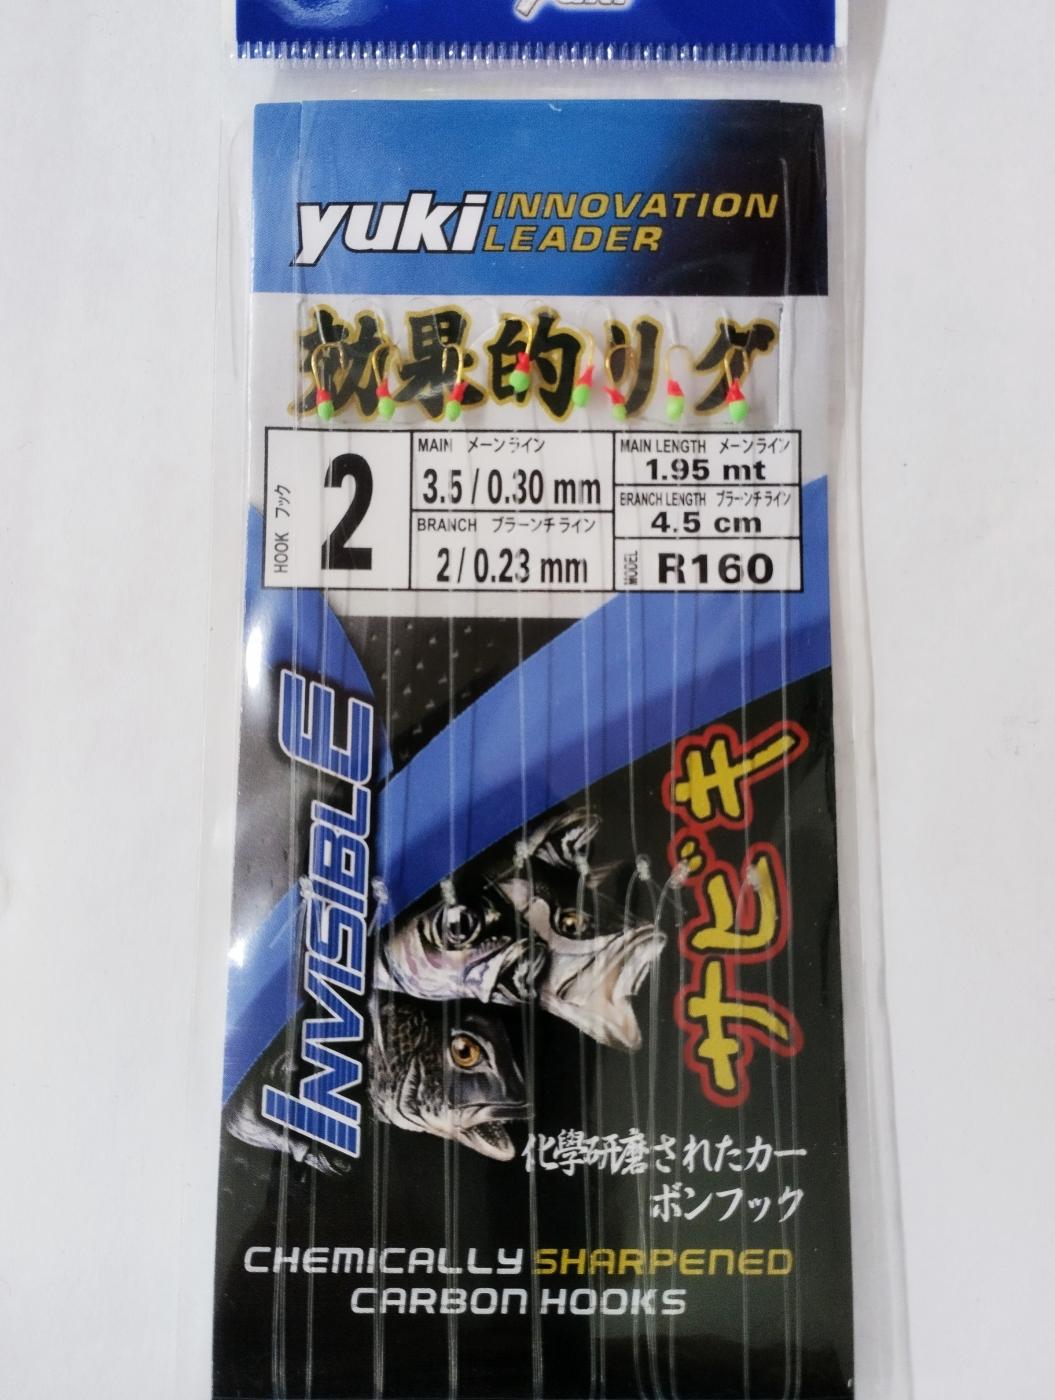 yuki INNOVATION
LEADER
効果的リグ
HOOK フック
2
MAIN メーンライン
3.5 / 0.30 mm
BRANCH ブラーンチライン
2 / 0.23 mm
MAIN LENGTH メーンライン
1.95 mt
BRANCH LENGTH ブラーンチライン
4.5 cm
MODEL R160
INVISIBLE
サビキ
化學研磨されたカー
ボンフック
CHEMICALLY SHARPENED
CARBON HOOKS